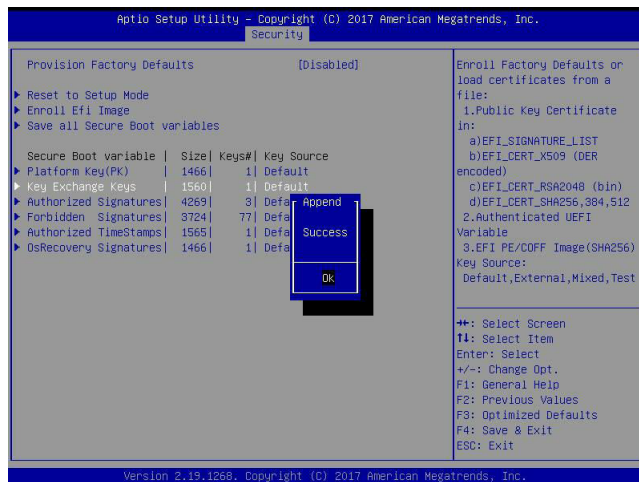 Aptio Setup Utility – Copyright (C) 2017 American Megatrends, Inc.
Security
Provision Factory Defaults [Disabled]
▶ Reset to Setup Mode
▶ Enroll Efi Image
▶ Save all Secure Boot variables
Secure Boot variable | Size| Keys#| Key Source
▶ Platform Key(PK) | 1466| 1| Default
▶ Key Exchange Keys | 1560| 1| Default
▶ Authorized Signatures| 4269| 3| Defa
▶ Forbidden Signatures| 3724| 77| Defa
▶ Authorized TimeStamps| 1565| 1| Defa
▶ OsRecovery Signatures| 1466| 1| Defa
Append
Success
Ok
Enroll Factory Defaults or
load certificates from a
file:
1.Public Key Certificate
in:
a)EFI_SIGNATURE_LIST
b)EFI_CERT_X509 (DER
encoded)
c)EFI_CERT_RSA2048 (bin)
d)EFI_CERT_SHA256,384,512
2.Authenticated UEFI
Variable
3.EFI PE/COFF Image(SHA256)
Key Source:
Default,External,Mixed,Test
→←: Select Screen
↑↓: Select Item
Enter: Select
+/-: Change Opt.
F1: General Help
F2: Previous Values
F3: Optimized Defaults
F4: Save & Exit
ESC: Exit
Version 2.19.1268. Copyright (C) 2017 American Megatrends, Inc.